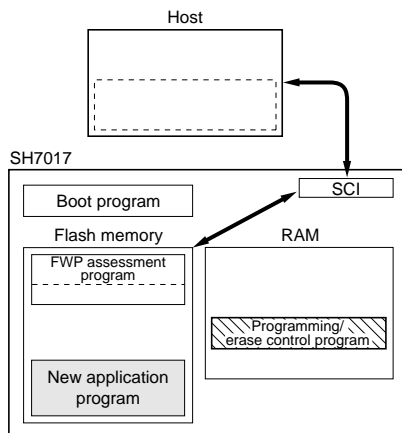 Host
SH7017
SCI
Boot program
Flash memory
RAM
FWP assessment
program
Programming/
erase control program
New application
program